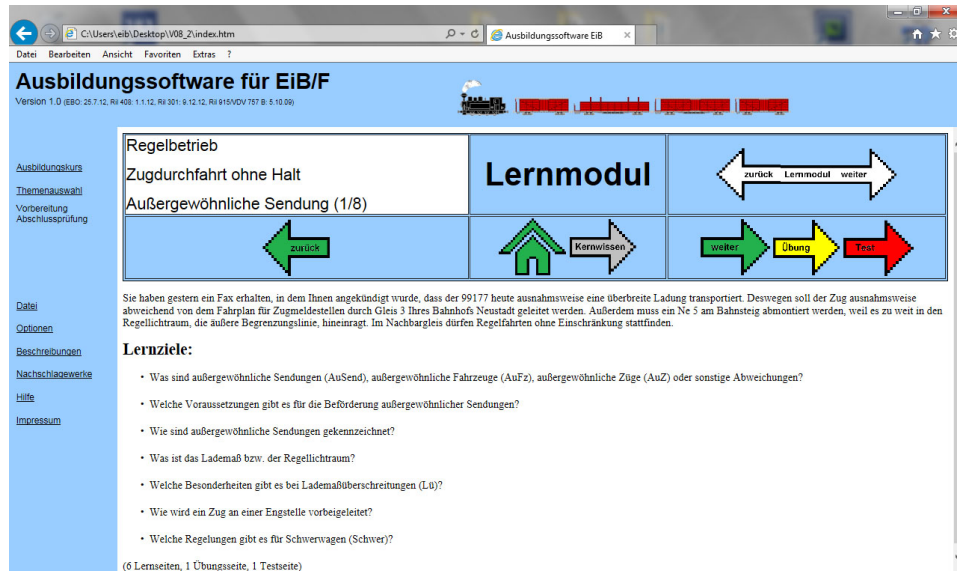 C:\Users\eib\Desktop\V08_2\index.htm
Ausbildungssoftware EiB
Datei Bearbeiten Ansicht Favoriten Extras ?
Ausbildungssoftware für EiB/F
Version 1.0 (EBO: 25.7.12, Ril 408: 1.1.12, Ril 301: 9.12.12, Ril 915/VDV 757 B: 5.10.09)
Ausbildungskurs
Themenauswahl
Vorbereitung
Abschlussprüfung
Datei
Optionen
Beschreibungen
Nachschlagewerke
Hilfe
Impressum
Regelbetrieb
Zugdurchfahrt ohne Halt
Außergewöhnliche Sendung (1/8)
Lernmodul
zurück Lernmodul weiter
zurück
Kernwissen
weiter
Übung
Test
Sie haben gestern ein Fax erhalten, in dem Ihnen angekündigt wurde, dass der 99177 heute ausnahmsweise eine überbreite Ladung transportiert. Deswegen soll der Zug ausnahmsweise
abweichend von dem Fahrplan für Zugmeldestellen durch Gleis 3 Ihres Bahnhofs Neustadt geleitet werden. Außerdem muss ein Ne 5 am Bahnsteig abmontiert werden, weil es zu weit in den
Regellichtraum, die äußere Begrenzungslinie, hineinragt. Im Nachbargleis dürfen Regelfahrten ohne Einschränkung stattfinden.
Lernziele:
• Was sind außergewöhnliche Sendungen (AuSend), außergewöhnliche Fahrzeuge (AuFz), außergewöhnliche Züge (AuZ) oder sonstige Abweichungen?
• Welche Voraussetzungen gibt es für die Beförderung außergewöhnlicher Sendungen?
• Wie sind außergewöhnliche Sendungen gekennzeichnet?
• Was ist das Lademaß bzw. der Regellichtraum?
• Welche Besonderheiten gibt es bei Lademaßüberschreitungen (Lü)?
• Wie wird ein Zug an einer Engstelle vorbeigeleitet?
• Welche Regelungen gibt es für Schwerwagen (Schwer)?
(6 Lernseiten, 1 Übungsseite, 1 Testseite)